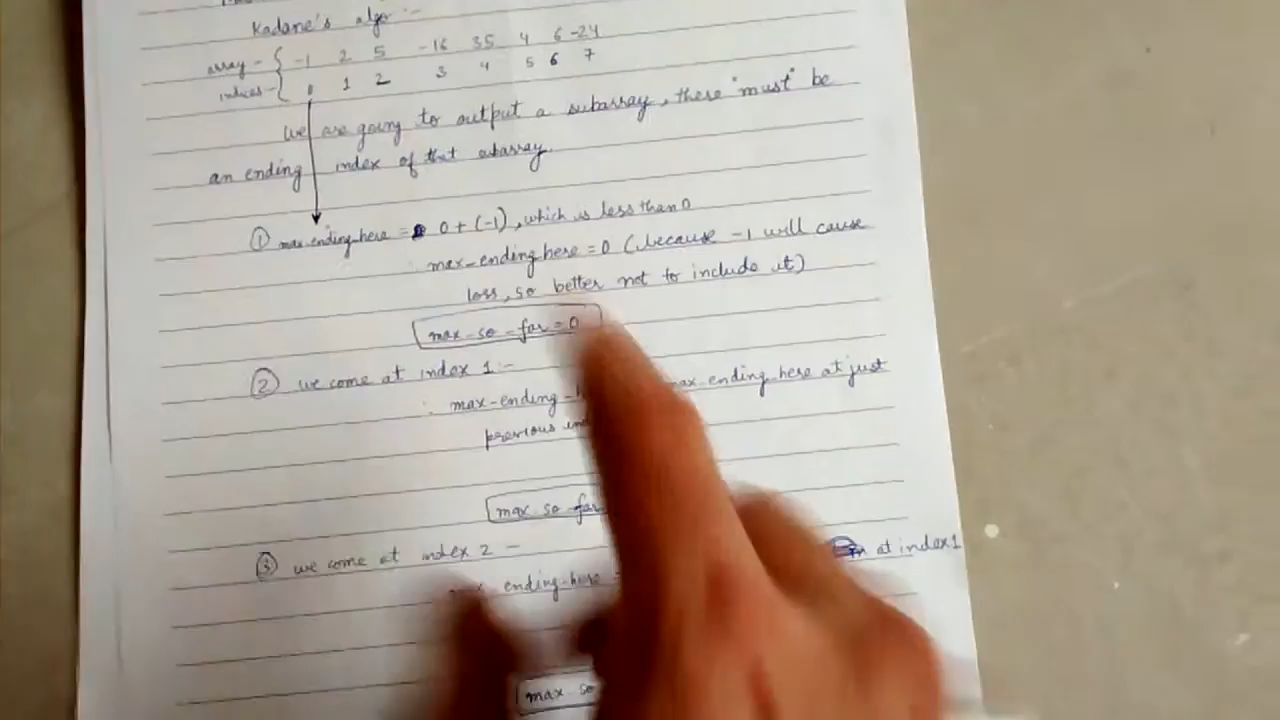 Kadane's algo :-
array - { -1 2 5 -16 35 4 6 -24
indices - { 0 1 2 3 4 5 6 7
we are going to output a subarray, there "must" be
an ending index of that subarray.
① max_ending_here = 0 + (-1), which is less than 0
∴ max-ending here = 0 (because -1 will cause
loss, so better not to include it)
max-so-far = 0
② we come at index 1 :-
∴ max-ending- max-ending here at just
previous
max so far
③ we come at index 2 - at index 1
ending-here =
max so